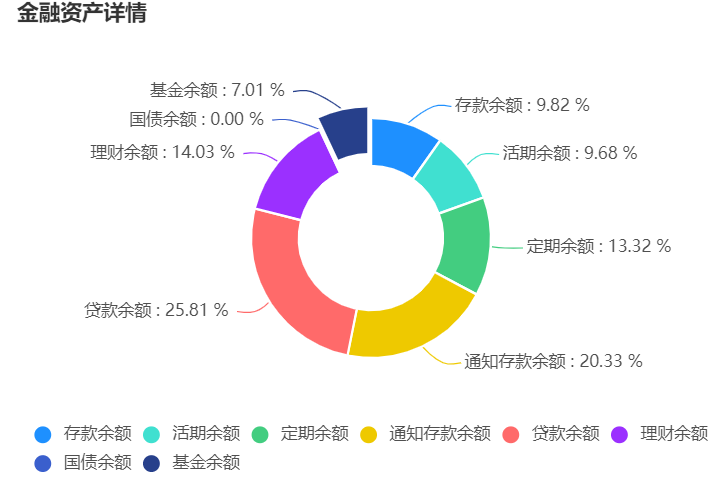 金融资产详情
基金余额 : 7.01 %
存款余额 : 9.82 %
国债余额 : 0.00 %
理财余额 : 14.03 %
活期余额 : 9.68 %
定期余额 : 13.32 %
贷款余额 : 25.81 %
通知存款余额 : 20.33 %
存款余额 活期余额 定期余额 通知存款余额 贷款余额 理财余额
国债余额 基金余额